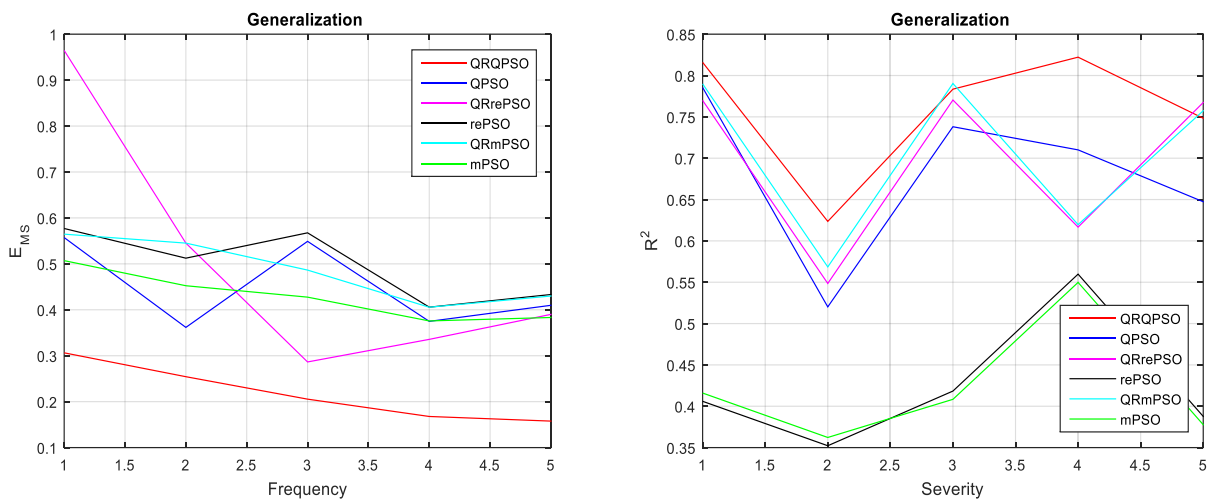 Generalization
1
0.9
0.8
0.7
0.6
0.5
0.4
0.3
0.2
0.1
E_MS
1 1.5 2 2.5 3 3.5 4 4.5 5
Frequency
QRQPSO
QPSO
QRrePSO
rePSO
QRmPSO
mPSO
Generalization
0.85
0.8
0.75
0.7
0.65
0.6
0.55
0.5
0.45
0.4
0.35
R²
1 1.5 2 2.5 3 3.5 4 4.5 5
Severity
QRQPSO
QPSO
QRrePSO
rePSO
QRmPSO
mPSO